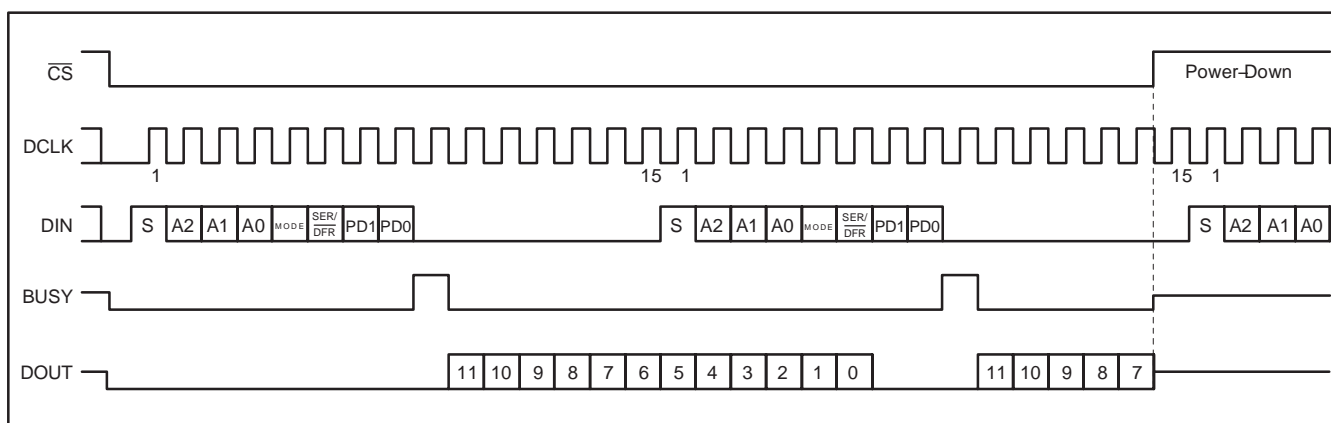 CS Power-Down
DCLK
1 15 1 15 1
DIN S A2 A1 A0 MODE SER/DFR PD1 PD0 S A2 A1 A0 MODE SER/DFR PD1 PD0 S A2 A1 A0
BUSY
DOUT 11 10 9 8 7 6 5 4 3 2 1 0 11 10 9 8 7